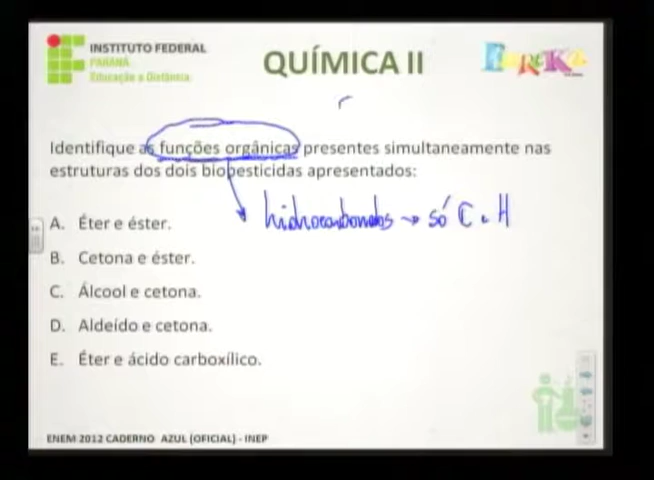 INSTITUTO FEDERAL
PARANÁ
Educação a Distância
QUÍMICA II
EUREKA
Identifique as funções orgânicas presentes simultaneamente nas
estruturas dos dois biopesticidas apresentados:
hidrocarbonetos → só C e H
A. Éter e éster.
B. Cetona e éster.
C. Álcool e cetona.
D. Aldeído e cetona.
E. Éter e ácido carboxílico.
ENEM 2012 CADERNO AZUL (OFICIAL) - INEP